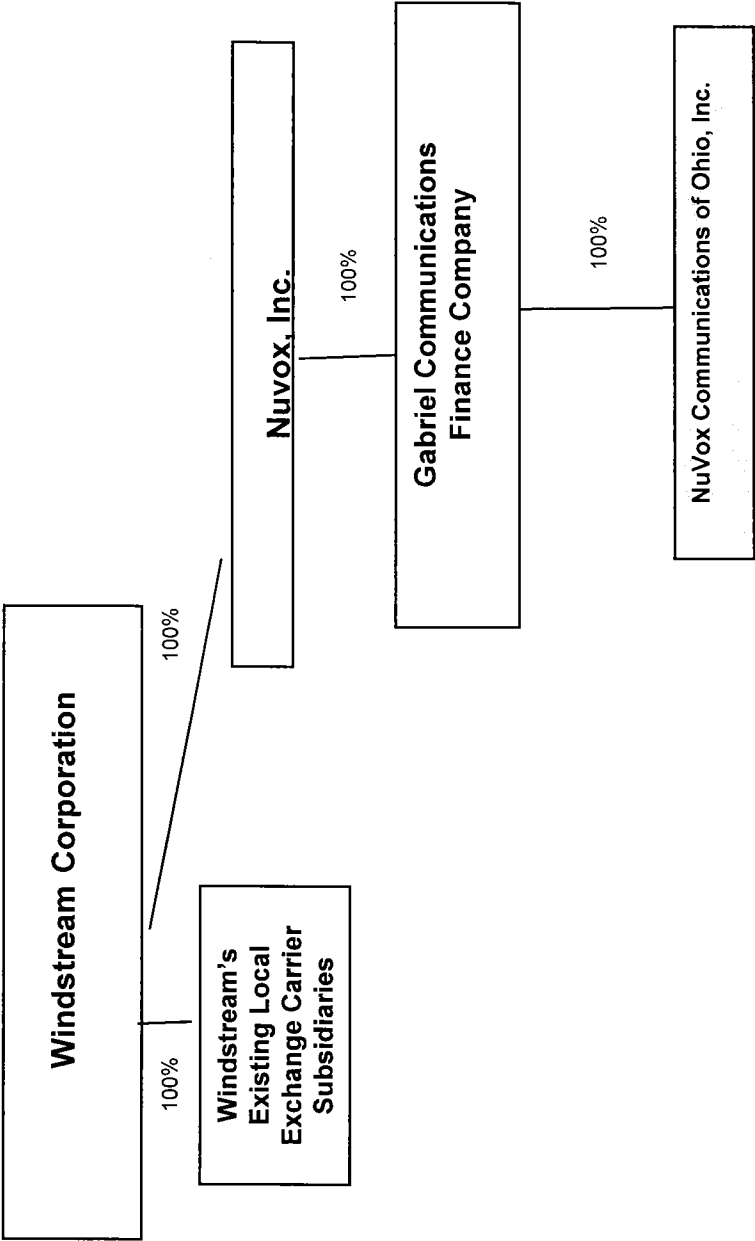 Windstream Corporation
100%
100%
Windstream's
Existing Local
Exchange Carrier
Subsidiaries
Nuvox, Inc.
100%
Gabriel Communications
Finance Company
100%
NuVox Communications of Ohio, Inc.